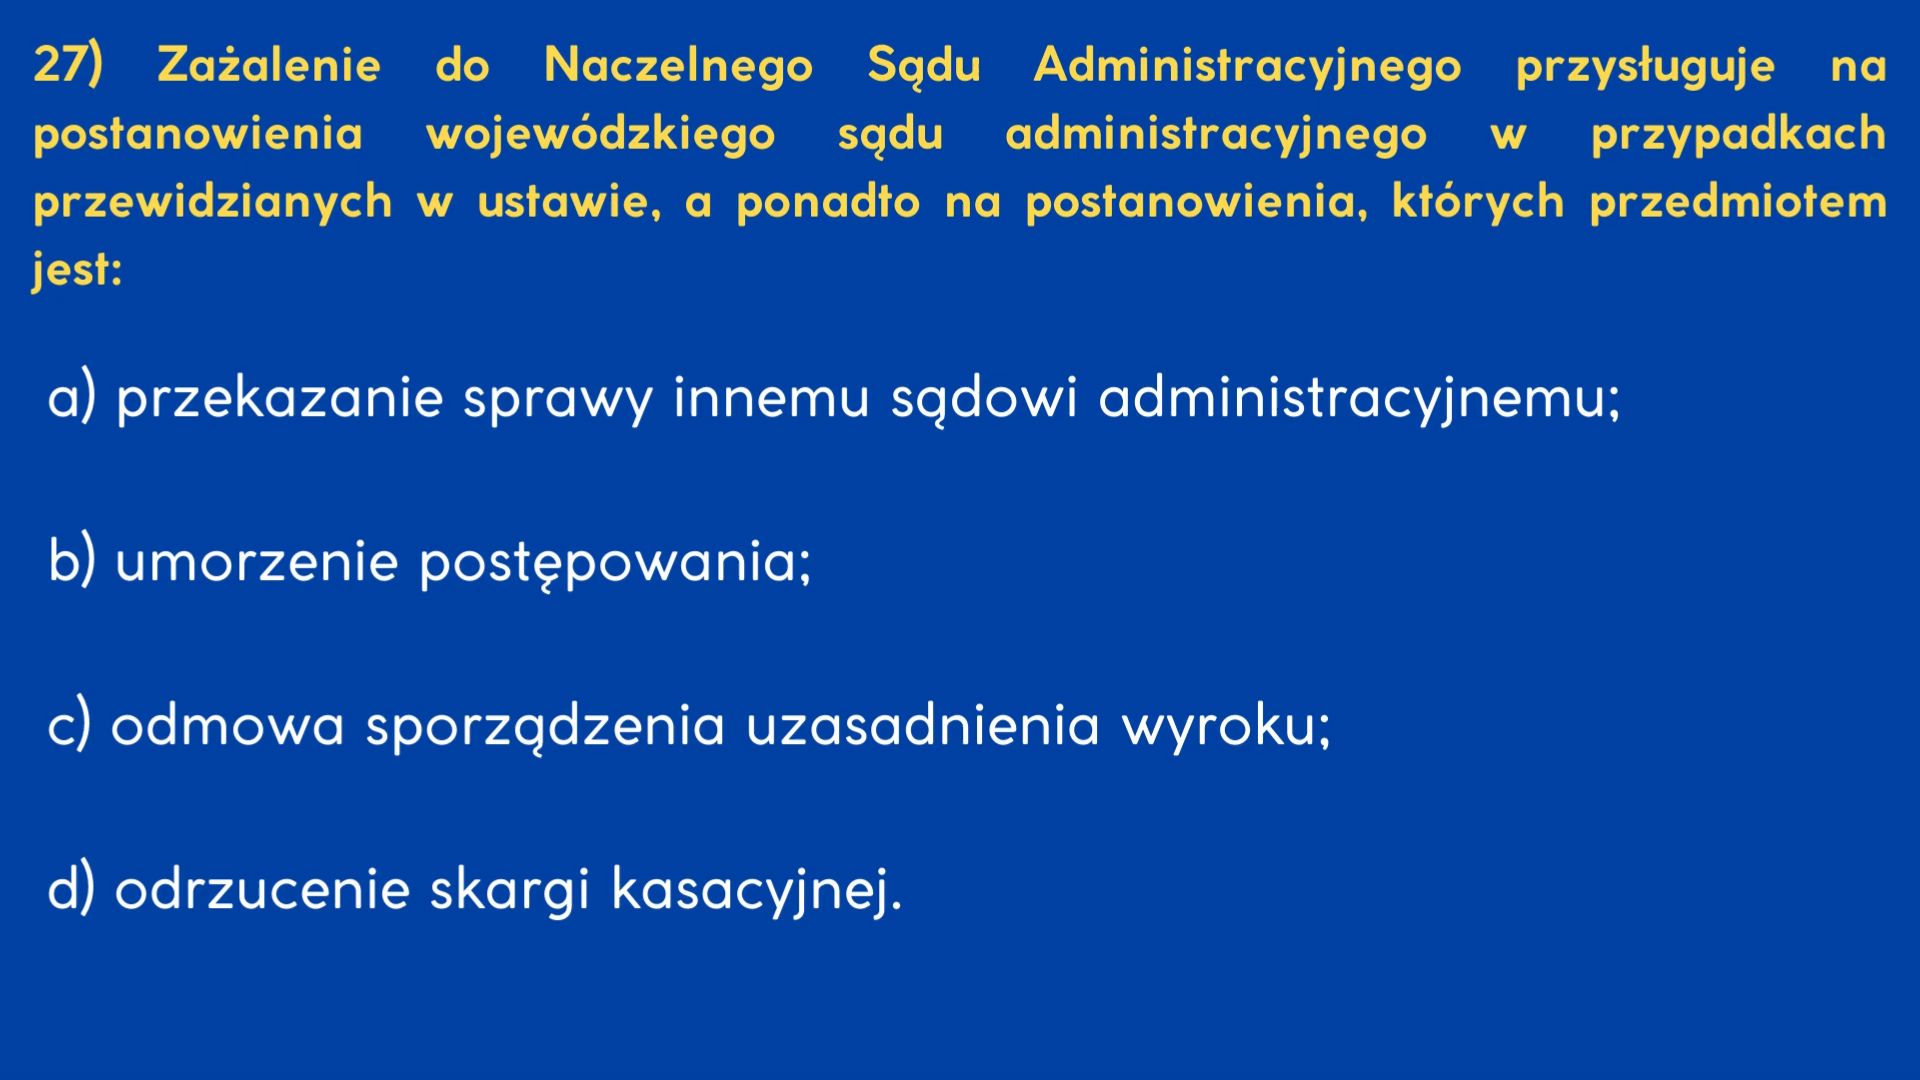 27) Zażalenie do Naczelnego Sądu Administracyjnego przysługuje na
postanowienia wojewódzkiego sądu administracyjnego w przypadkach
przewidzianych w ustawie, a ponadto na postanowienia, których przedmiotem
jest:
a) przekazanie sprawy innemu sądowi administracyjnemu;
b) umorzenie postępowania;
c) odmowa sporządzenia uzasadnienia wyroku;
d) odrzucenie skargi kasacyjnej.